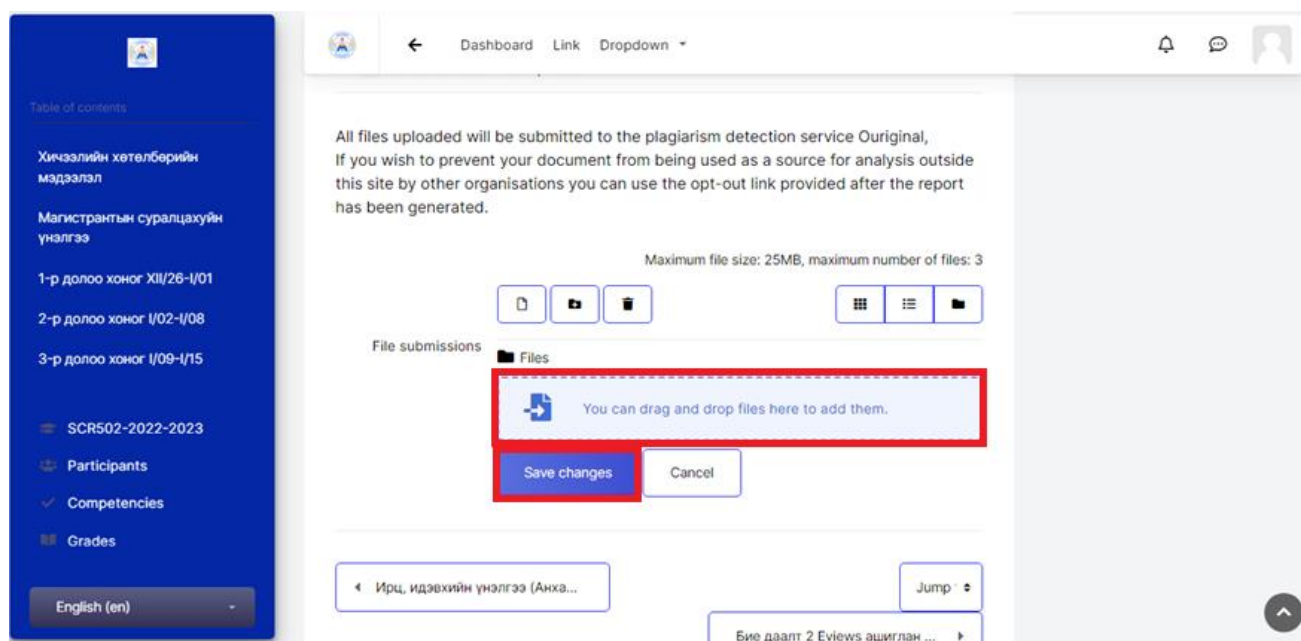 Table of contents
Хичээлийн хөтөлбөрийн
мэдээлэл
Магистрантын суралцахуйн
үнэлгээ
1-р долоо хоног XII/26-I/01
2-р долоо хоног I/02-I/08
3-р долоо хоног I/09-I/15
SCR502-2022-2023
Participants
Competencies
Grades
English (en)
Dashboard Link Dropdown
All files uploaded will be submitted to the plagiarism detection service Ouriginal,
If you wish to prevent your document from being used as a source for analysis outside
this site by other organisations you can use the opt-out link provided after the report
has been generated.
Maximum file size: 25MB, maximum number of files: 3
File submissions
Files
You can drag and drop files here to add them.
Save changes Cancel
Ирц, идэвхийн үнэлгээ (Анха...
Jump
Бие даалт 2 Eviews ашиглан ...